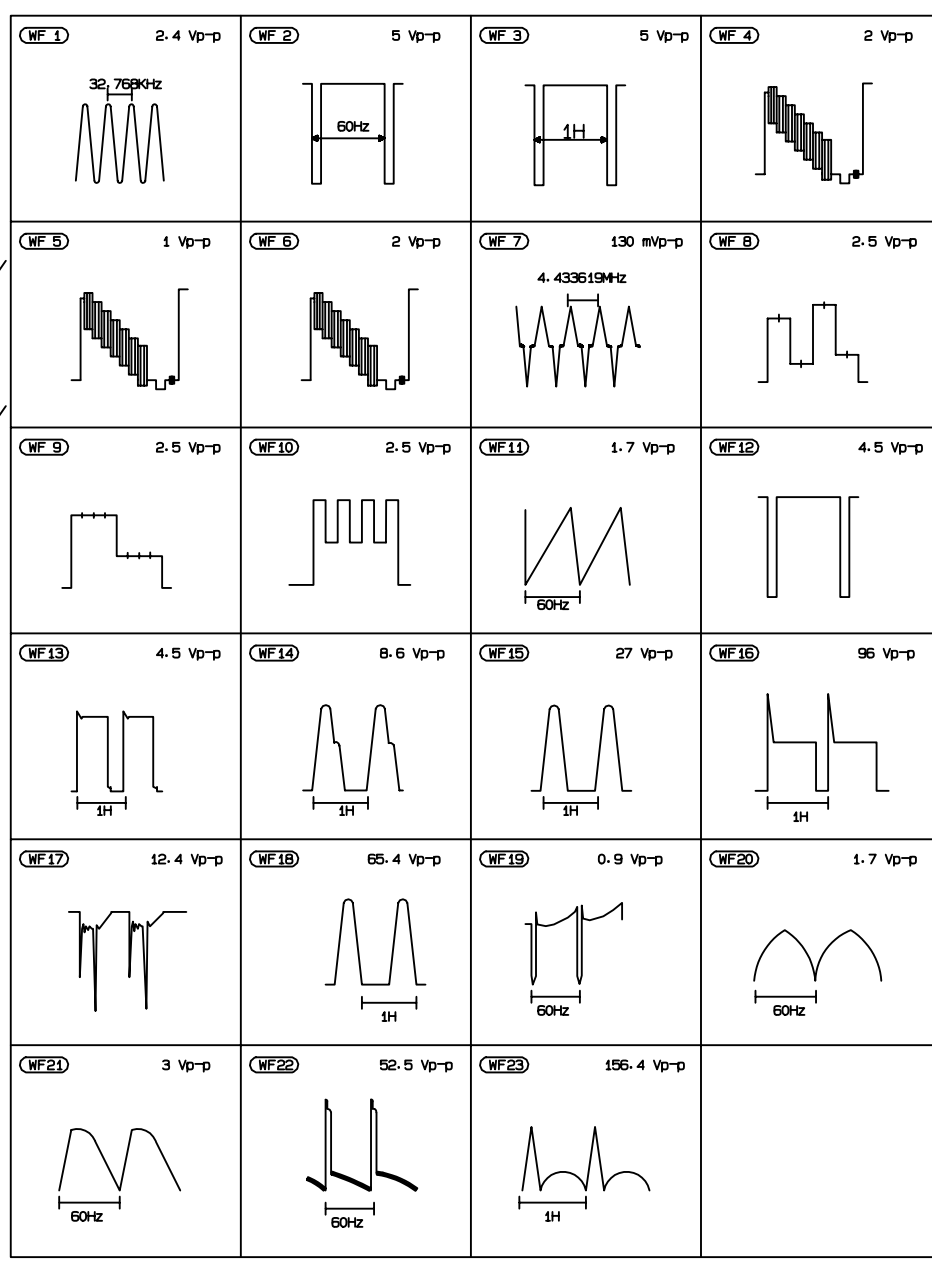 WF 1 2.4 Vp-p
32.768KHz
WF 2 5 Vp-p
60Hz
WF 3 5 Vp-p
1H
WF 4 2 Vp-p
WF 5 1 Vp-p
WF 6 2 Vp-p
WF 7 130 mVp-p
4.433619MHz
WF 8 2.5 Vp-p
WF 9 2.5 Vp-p
WF10 2.5 Vp-p
WF11 1.7 Vp-p
60Hz
WF12 4.5 Vp-p
WF13 4.5 Vp-p
1H
WF14 8.6 Vp-p
1H
WF15 27 Vp-p
1H
WF16 96 Vp-p
1H
WF17 12.4 Vp-p
WF18 65.4 Vp-p
1H
WF19 0.9 Vp-p
60Hz
WF20 1.7 Vp-p
60Hz
WF21 3 Vp-p
60Hz
WF22 52.5 Vp-p
60Hz
WF23 156.4 Vp-p
1H